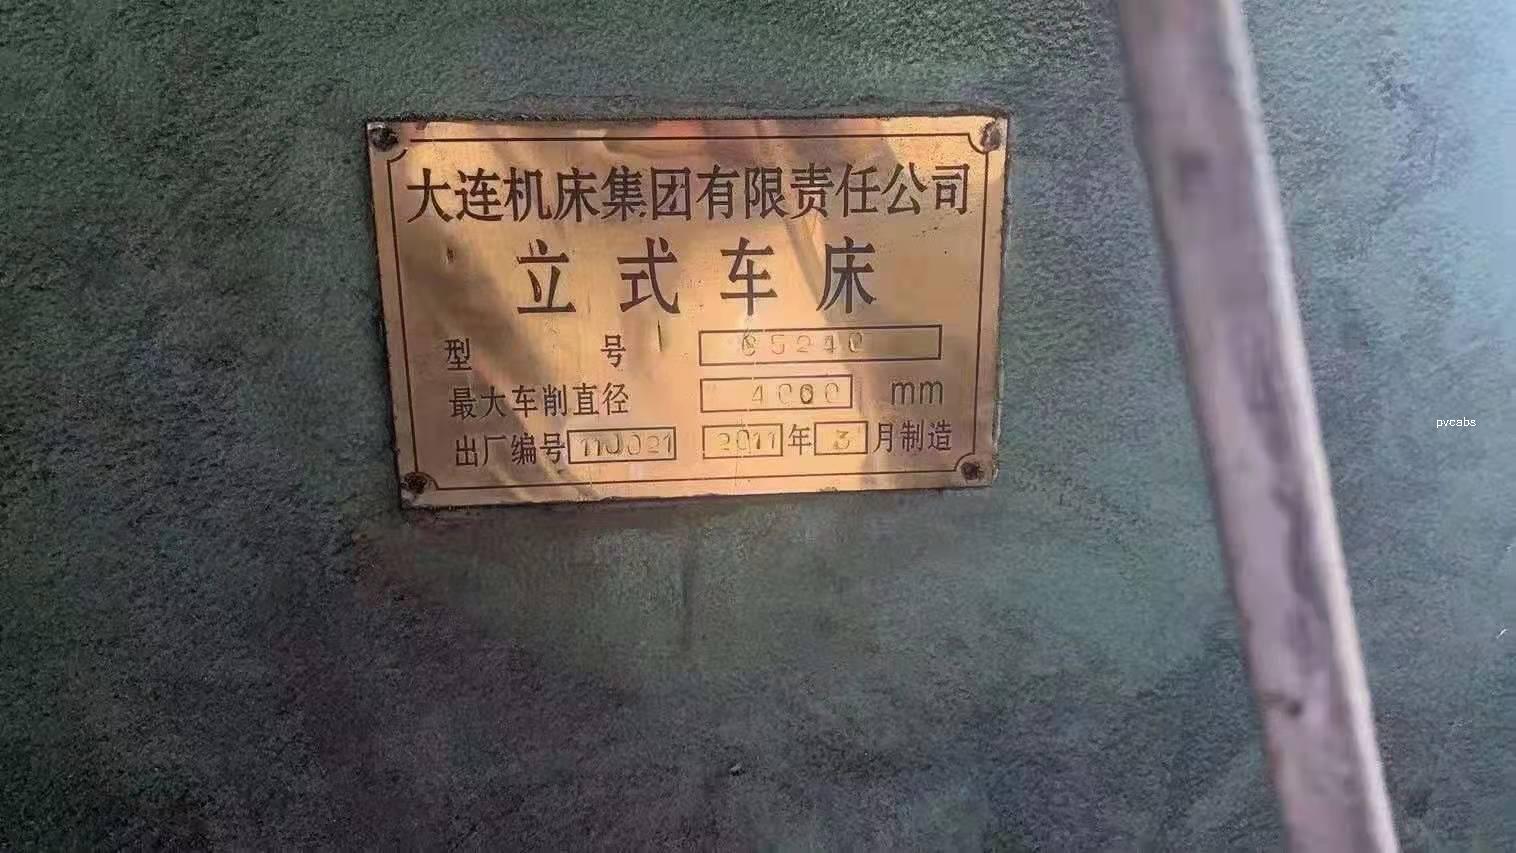 大连机床集团有限责任公司
立式车床
型号 C5240
最大车削直径 4000 mm
出厂编号 11J021 2011年 3月制造
pvcabs